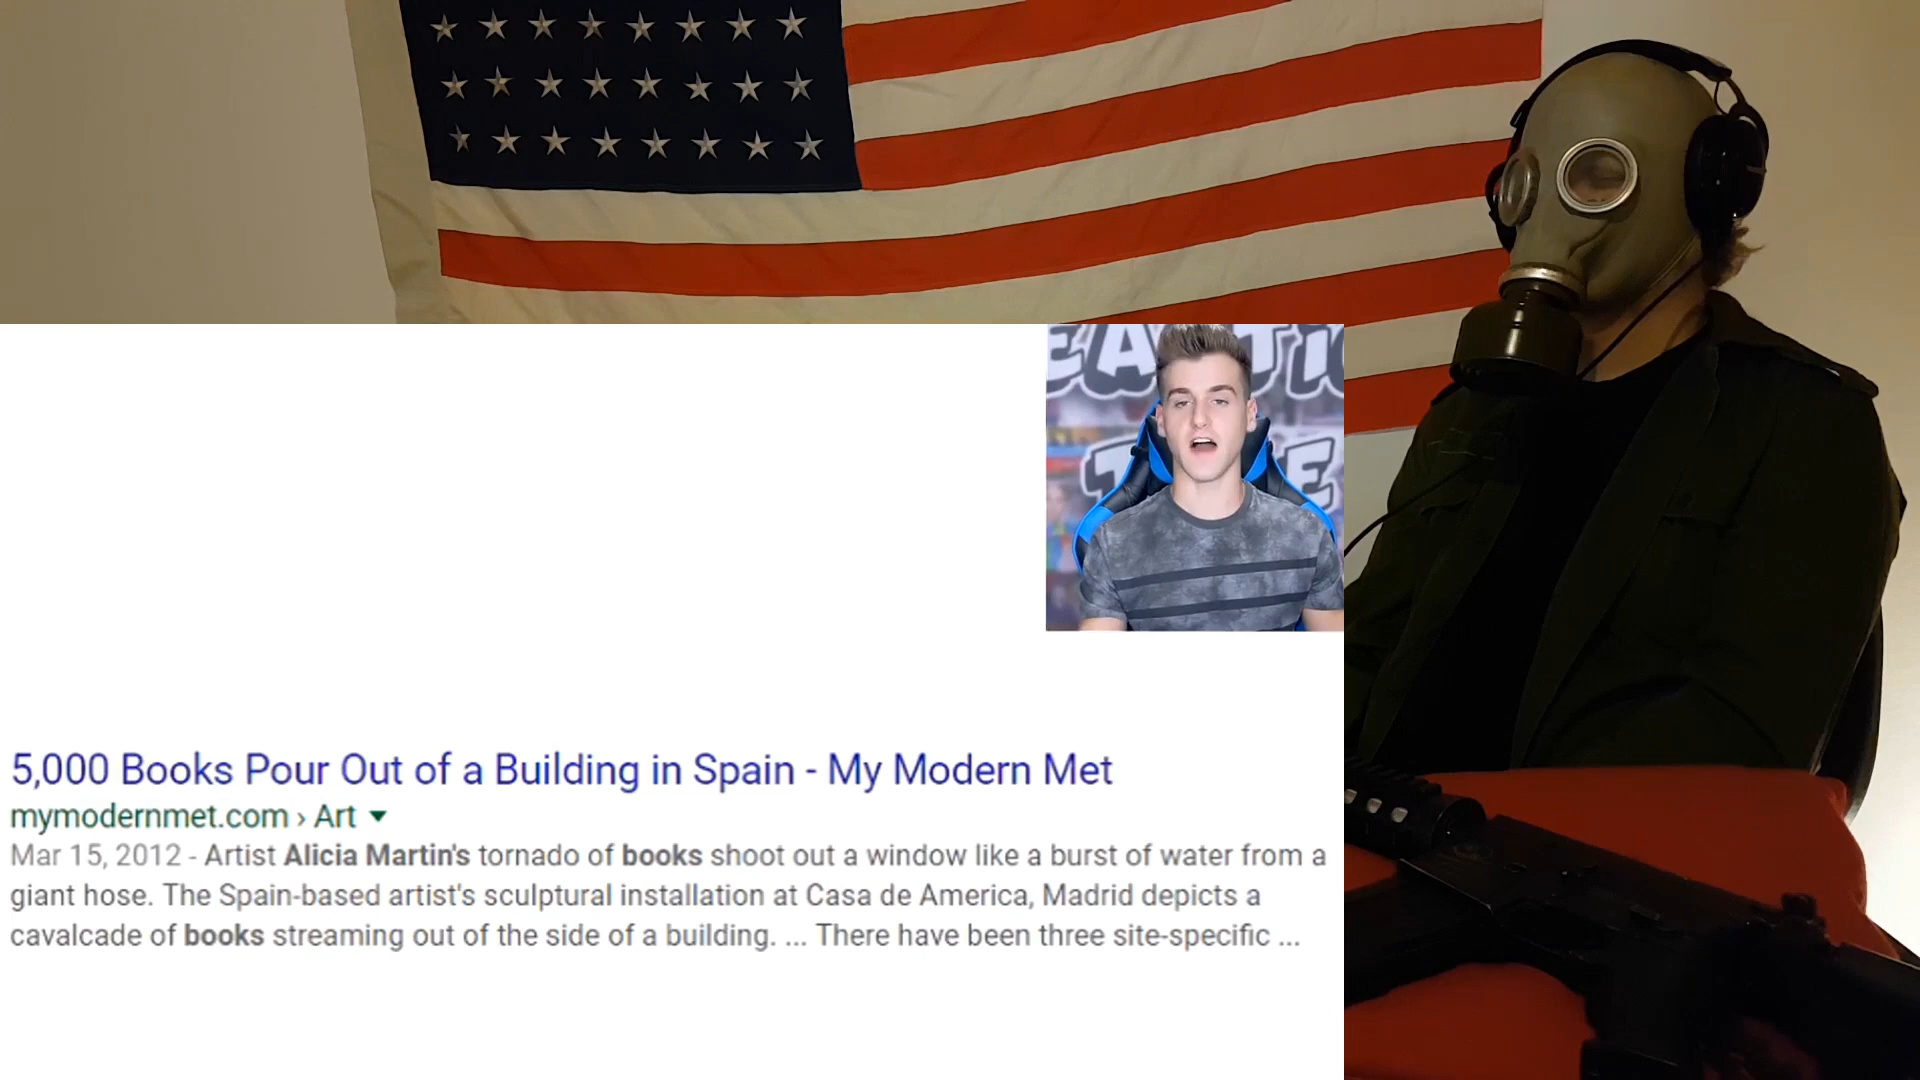 5,000 Books Pour Out of a Building in Spain - My Modern Met
mymodernmet.com › Art
Mar 15, 2012 - Artist Alicia Martin's tornado of books shoot out a window like a burst of water from a
giant hose. The Spain-based artist's sculptural installation at Casa de America, Madrid depicts a
cavalcade of books streaming out of the side of a building. ... There have been three site-specific ...